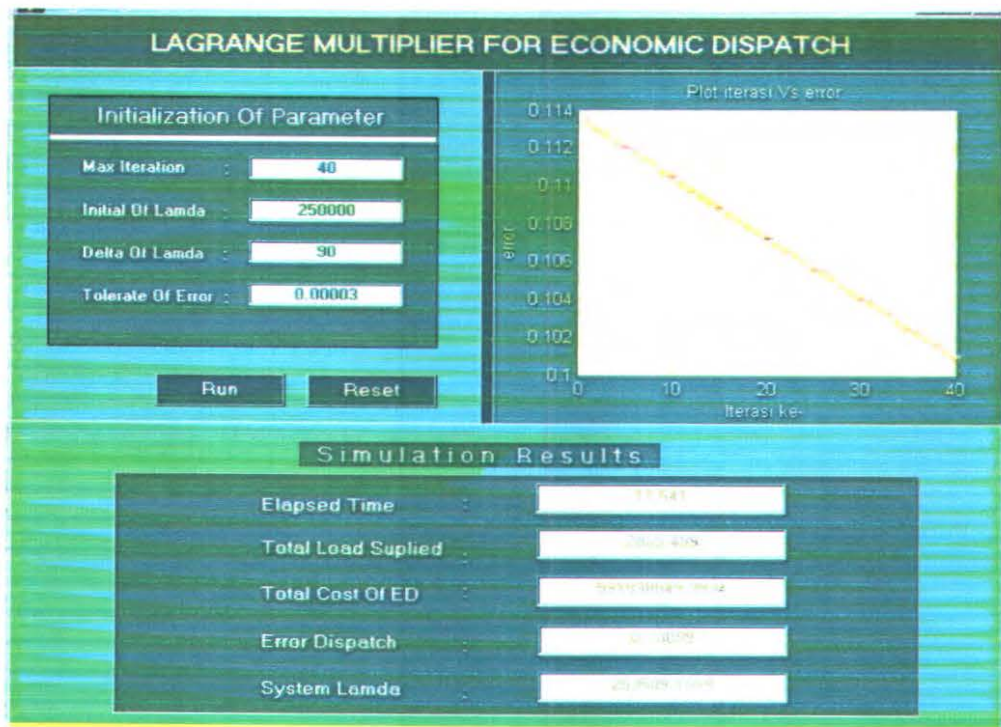 LAGRANGE MULTIPLIER FOR ECONOMIC DISPATCH
Initialization Of Parameter
Max Iteration : 40
Initial Of Lamda : 250000
Delta Of Lamda : 90
Tolerate Of Error : 0.00003
Run Reset
Plot iterasi Vs error
error
0.114
0.112
0.11
0.108
0.106
0.104
0.102
0.1
0 10 20 30 40
Iterasi ke-
Simulation Results
Elapsed Time : 11.541
Total Load Suplied :
Total Cost Of ED :
Error Dispatch :
System Lamda :